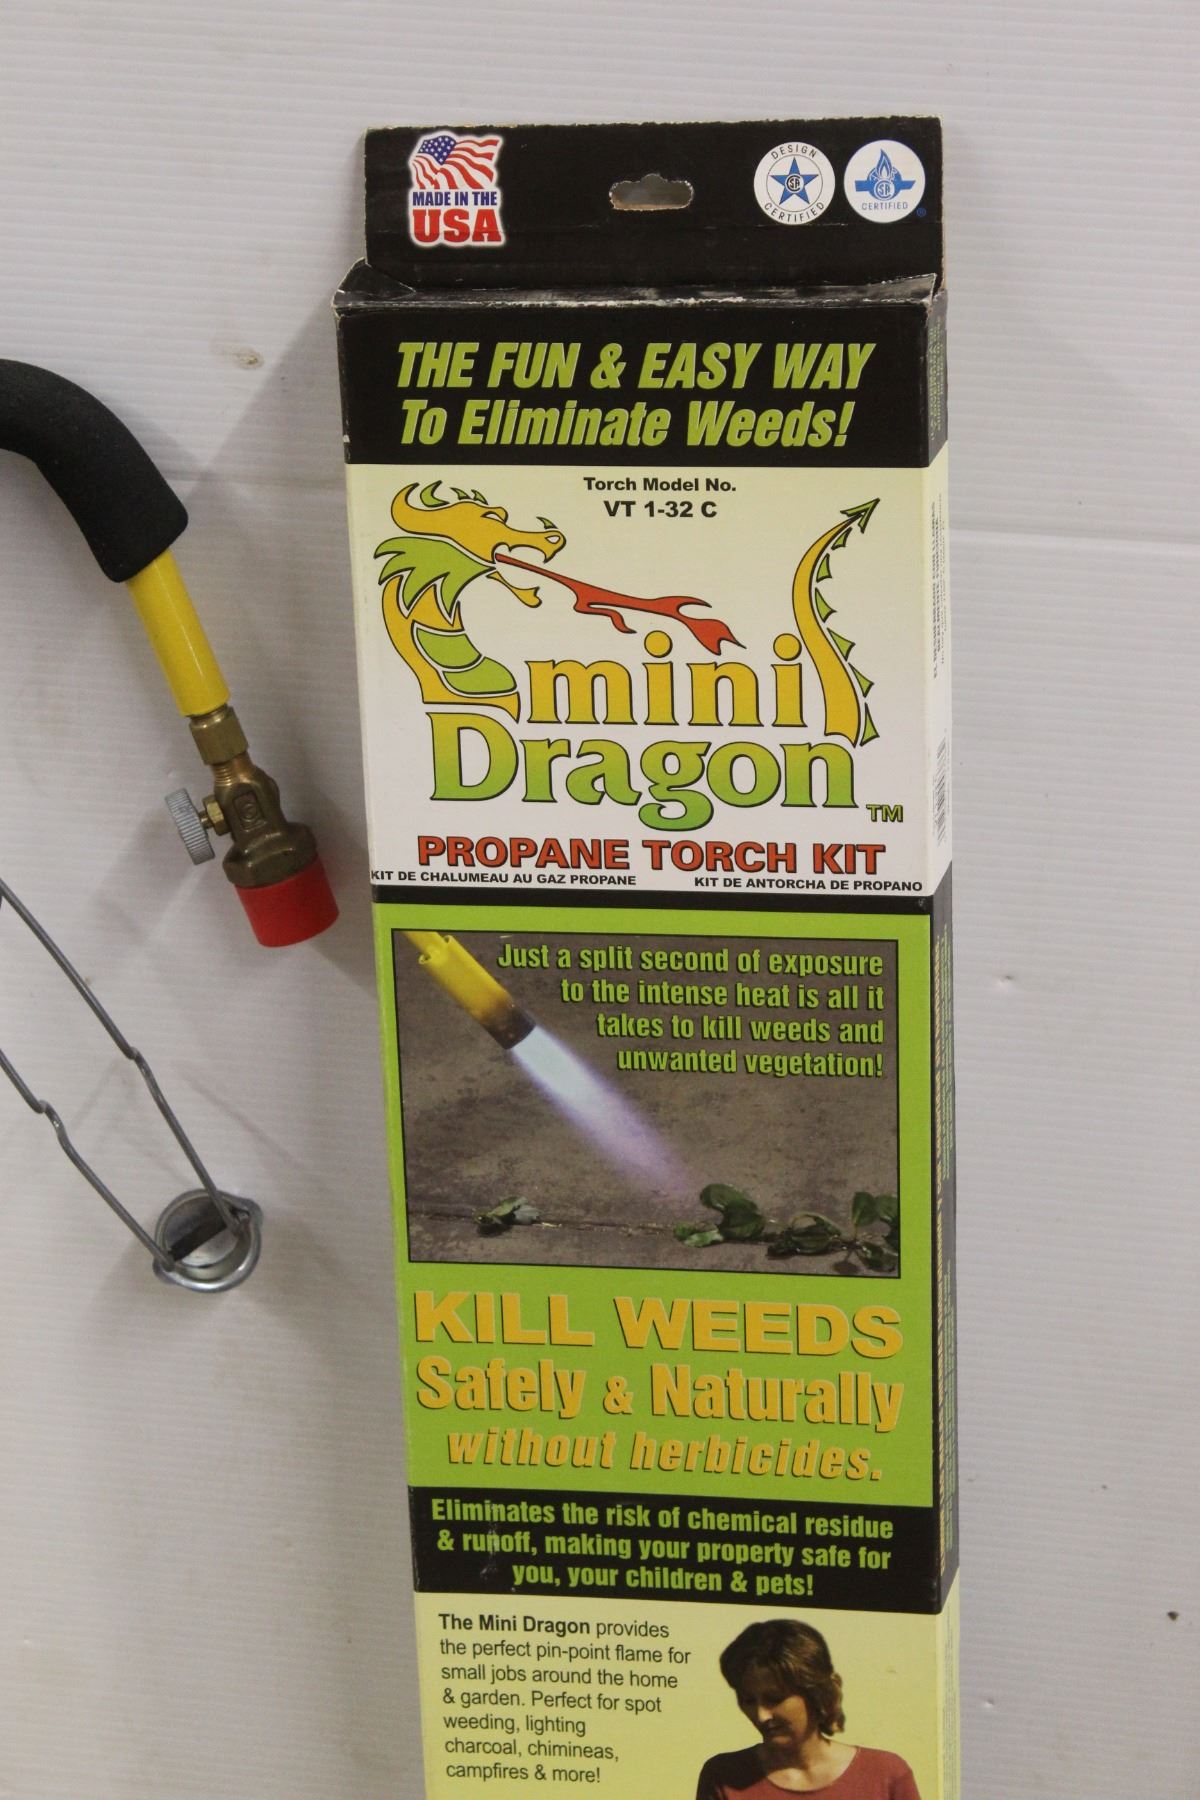 MADE IN THE
USA
DESIGN
CERTIFIED
CERTIFIED
THE FUN & EASY WAY
To Eliminate Weeds!
Torch Model No.
VT 1-32 C
mini
Dragon™
PROPANE TORCH KIT
KIT DE CHALUMEAU AU GAZ PROPANE
KIT DE ANTORCHA DE PROPANO
Just a split second of exposure
to the intense heat is all it
takes to kill weeds and
unwanted vegetation!
KILL WEEDS
Safely & Naturally
without herbicides.
Eliminates the risk of chemical residue
& runoff, making your property safe for
you, your children & pets!
The Mini Dragon provides
the perfect pin-point flame for
small jobs around the home
& garden. Perfect for spot
weeding, lighting
charcoal, chimineas,
campfires & more!